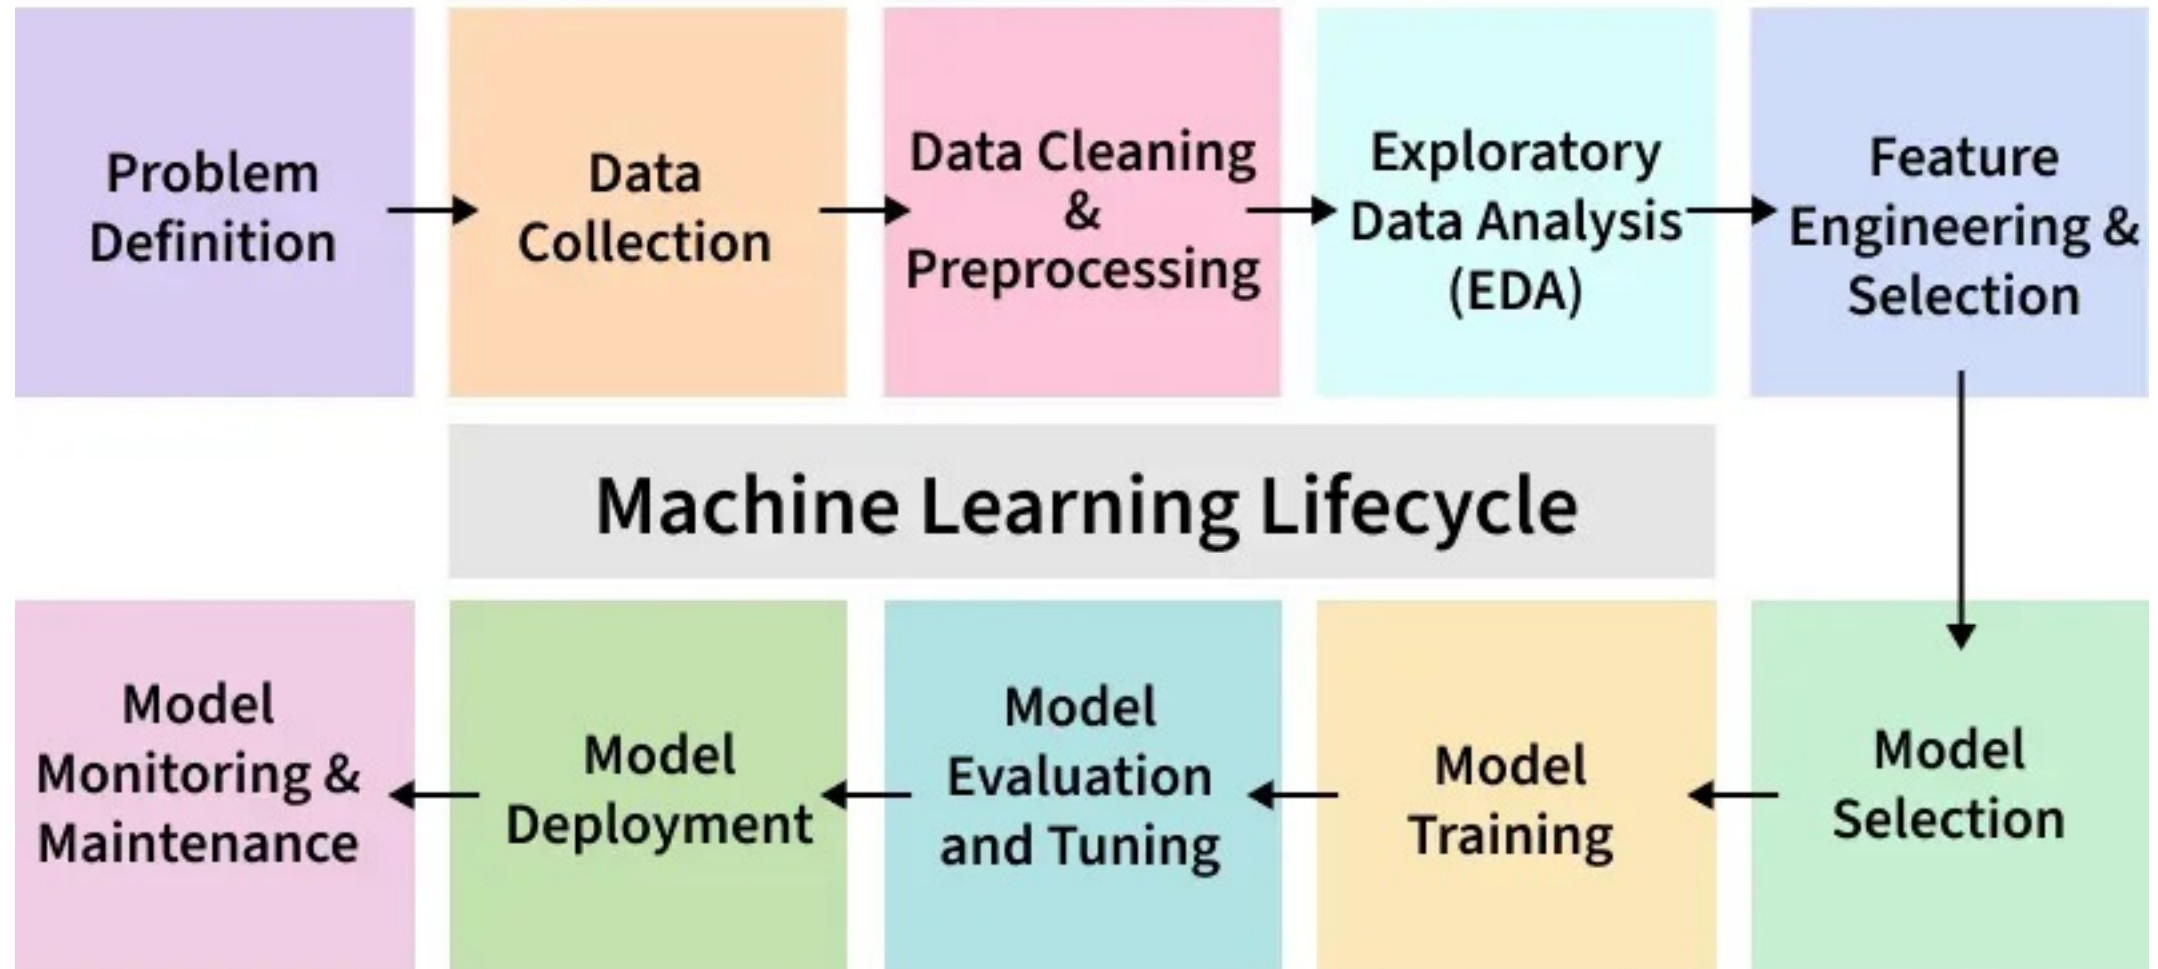 Problem
Definition
Data
Collection
Data Cleaning
&
Preprocessing
Exploratory
Data Analysis
(EDA)
Feature
Engineering &
Selection
Machine Learning Lifecycle
Model
Monitoring &
Maintenance
Model
Deployment
Model
Evaluation
and Tuning
Model
Training
Model
Selection